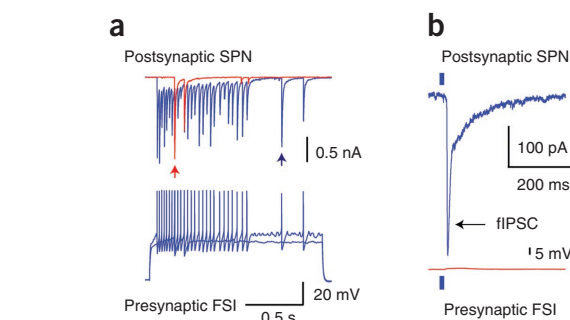 a
Postsynaptic SPN
0.5 nA
20 mV
Presynaptic FSI
0.5 s
b
Postsynaptic SPN
100 pA
200 ms
fIPSC
5 mV
Presynaptic FSI